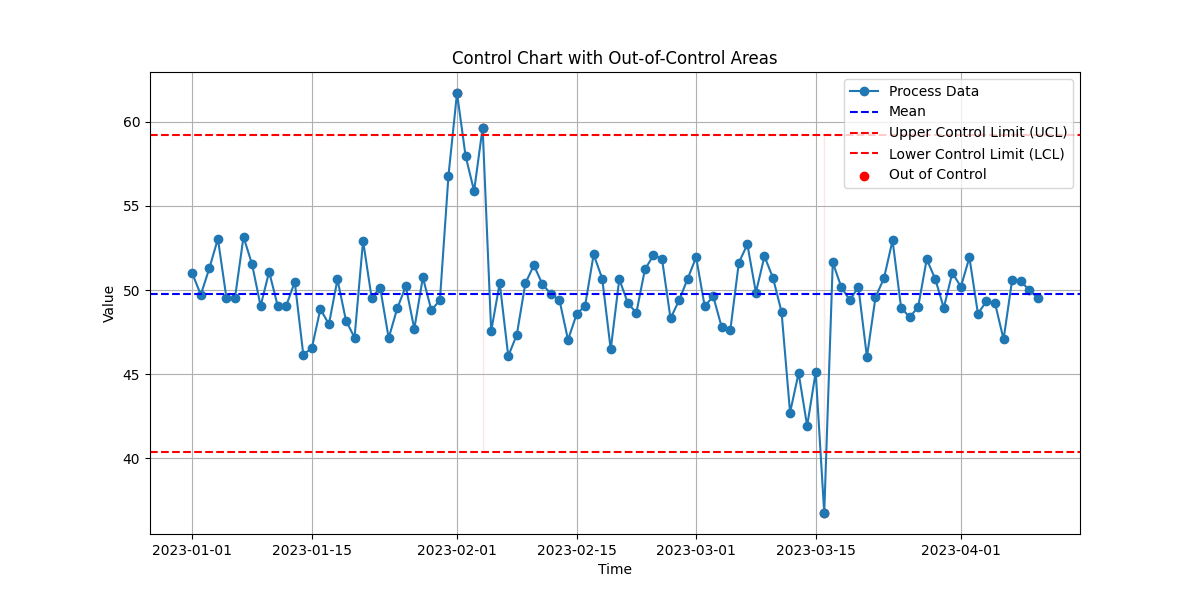 Control Chart with Out-of-Control Areas
Process Data
Mean
Upper Control Limit (UCL)
Lower Control Limit (LCL)
Out of Control
60
55
50
45
40
Value
2023-01-01
2023-01-15
2023-02-01
2023-02-15
2023-03-01
2023-03-15
2023-04-01
Time